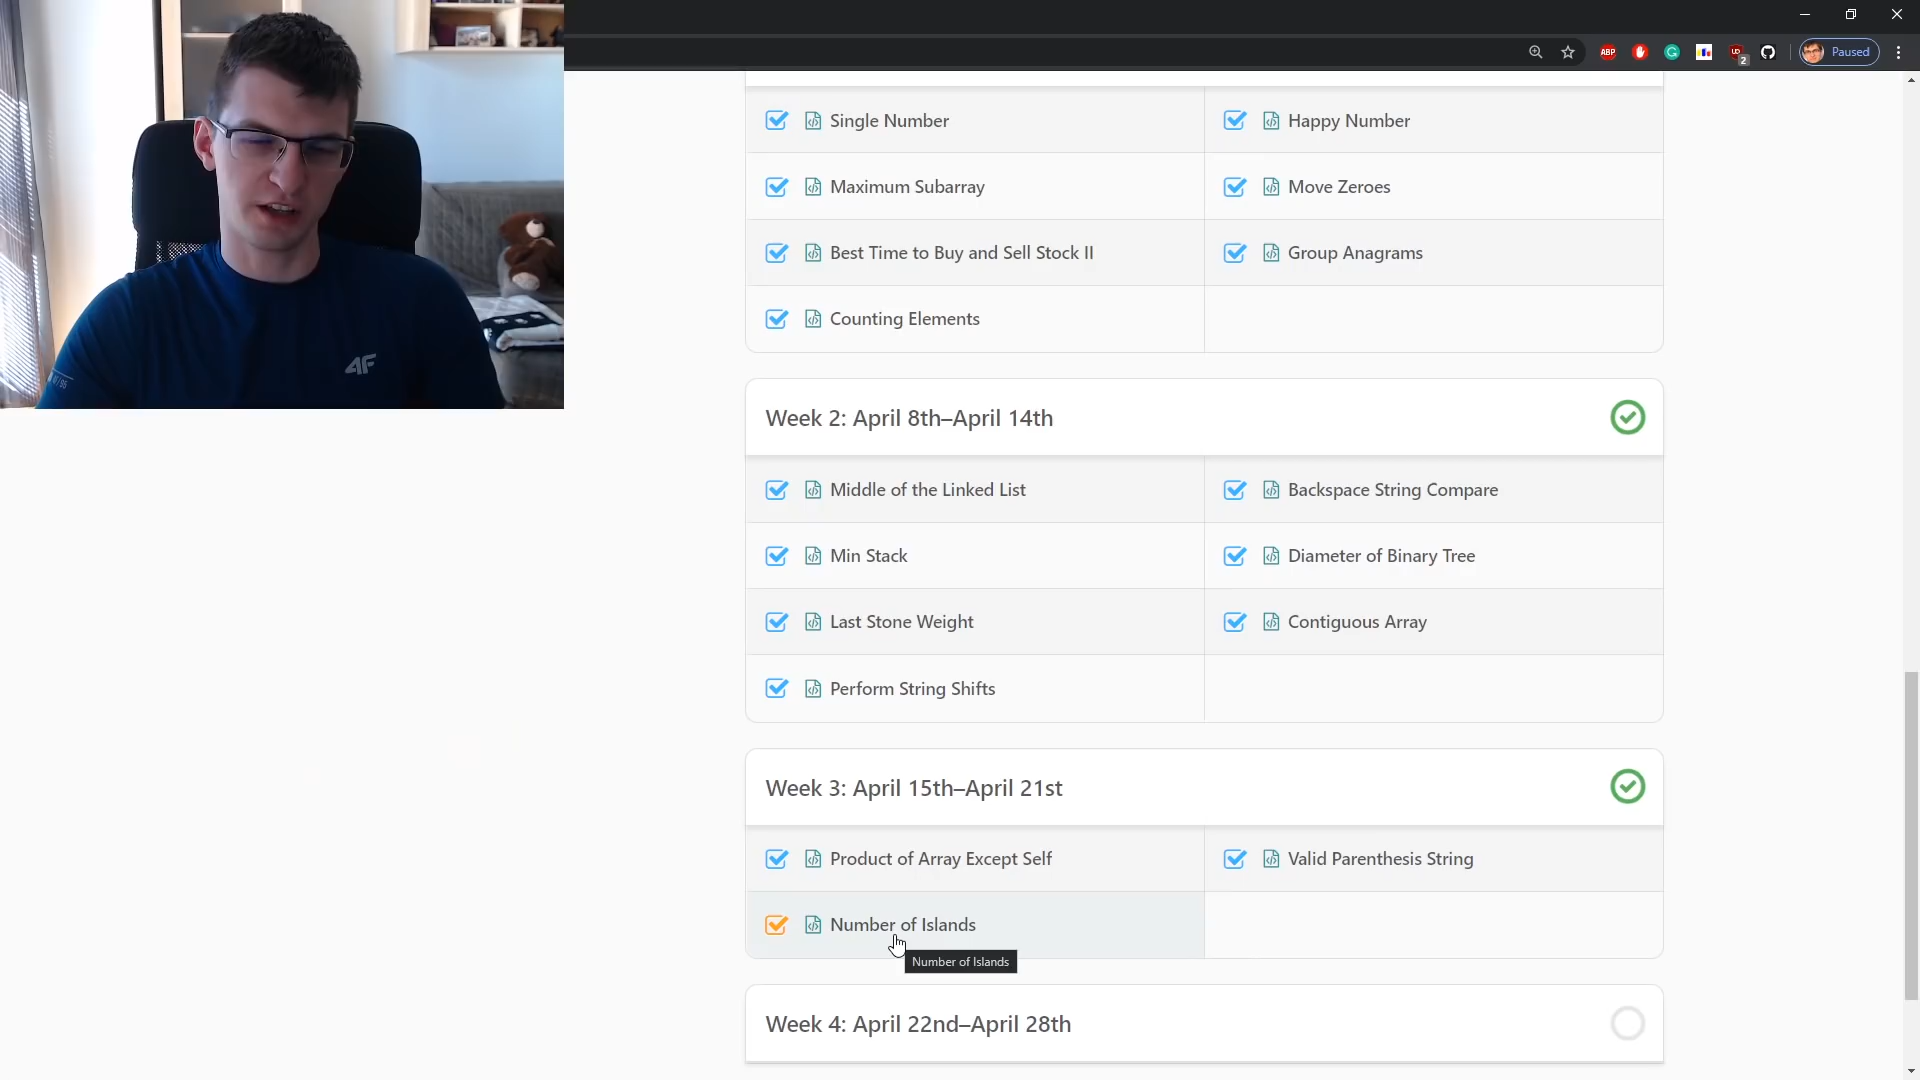 Paused
ABP
2
Single Number
Happy Number
Maximum Subarray
Move Zeroes
Best Time to Buy and Sell Stock II
Group Anagrams
Counting Elements
4F
Week 2: April 8th–April 14th
Middle of the Linked List
Backspace String Compare
Min Stack
Diameter of Binary Tree
Last Stone Weight
Contiguous Array
Perform String Shifts
Week 3: April 15th–April 21st
Product of Array Except Self
Valid Parenthesis String
Number of Islands
Number of Islands
Week 4: April 22nd–April 28th